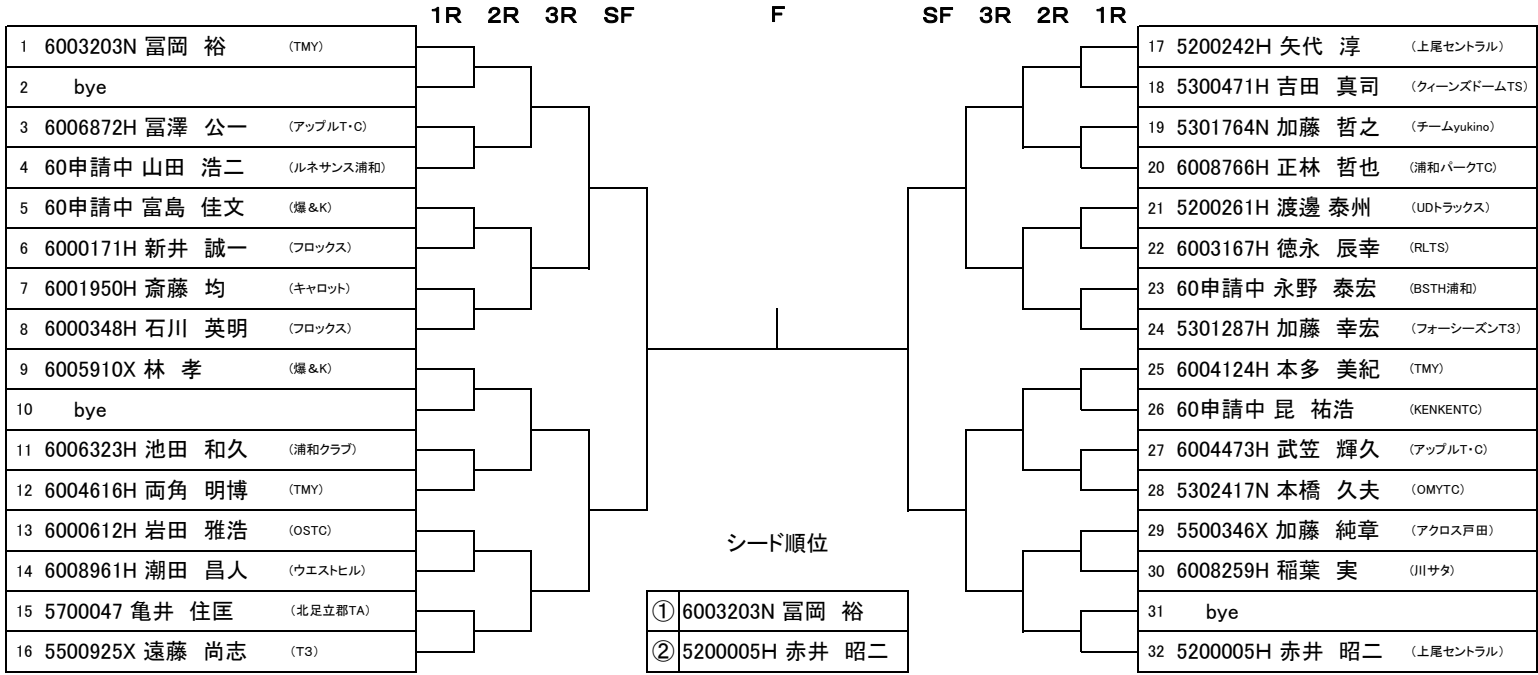 1R 2R 3R SF F SF 3R 2R 1R
1 6003203N 冨岡 裕 (TMY)
2 bye
3 6006872H 冨澤 公一 (アップルT・C)
4 60申請中 山田 浩二 (ルネサンス浦和)
5 60申請中 富島 佳文 (爆&K)
6 6000171H 新井 誠一 (フロックス)
7 6001950H 斎藤 均 (キャロット)
8 6000348H 石川 英明 (フロックス)
9 6005910X 林 孝 (爆&K)
10 bye
11 6006323H 池田 和久 (浦和クラブ)
12 6004616H 両角 明博 (TMY)
13 6000612H 岩田 雅浩 (OSTC)
14 6008961H 潮田 昌人 (ウエストヒル)
15 5700047 亀井 住匡 (北足立郡TA)
16 5500925X 遠藤 尚志 (T3)
シード順位
① 6003203N 冨岡 裕
② 5200005H 赤井 昭二
17 5200242H 矢代 淳 (上尾セントラル)
18 5300471H 吉田 真司 (クィーンズドームTS)
19 5301764N 加藤 哲之 (チームyukino)
20 6008766H 正林 哲也 (浦和パークTC)
21 5200261H 渡邊 泰州 (UDトラックス)
22 6003167H 徳永 辰幸 (RLTS)
23 60申請中 永野 泰宏 (BSTH浦和)
24 5301287H 加藤 幸宏 (フォーシーズンT3)
25 6004124H 本多 美紀 (TMY)
26 60申請中 昆 祐浩 (KENKENTC)
27 6004473H 武笠 輝久 (アップルT・C)
28 5302417N 本橋 久夫 (OMYTC)
29 5500346X 加藤 純章 (アクロス戸田)
30 6008259H 稲葉 実 (川サタ)
31 bye
32 5200005H 赤井 昭二 (上尾セントラル)